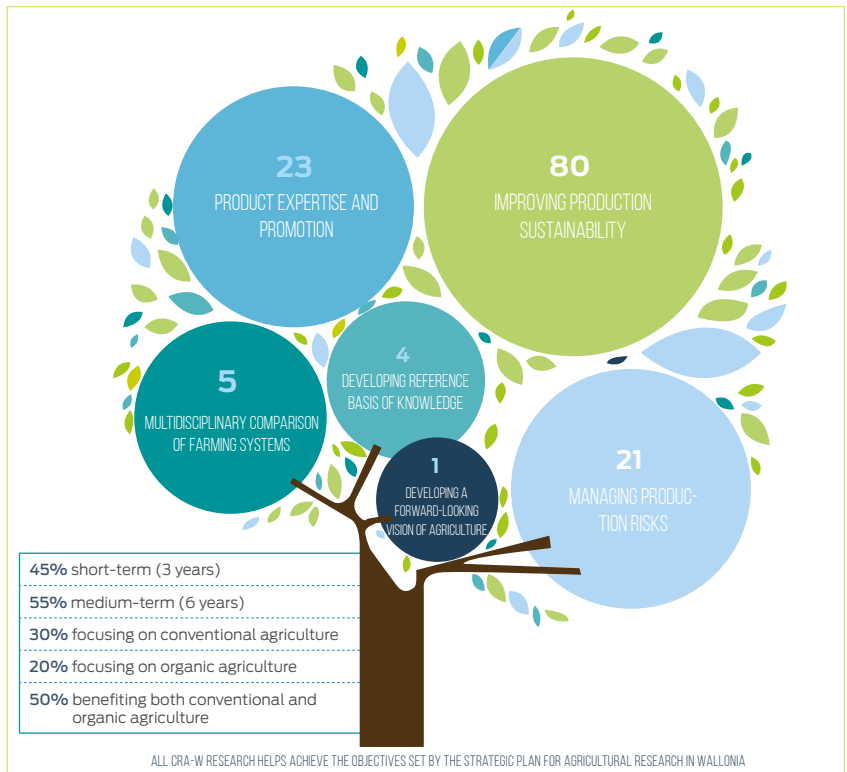 23
PRODUCT EXPERTISE AND
PROMOTION
80
IMPROVING PRODUCTION
SUSTAINABILITY
5
MULTIDISCIPLINARY COMPARISON
OF FARMING SYSTEMS
4
DEVELOPING REFERENCE
BASIS OF KNOWLEDGE
1
DEVELOPING A
FORWARD-LOOKING
VISION OF AGRICULTURE
21
MANAGING PRODUC-
TION RISKS
45% short-term (3 years)
55% medium-term (6 years)
30% focusing on conventional agriculture
20% focusing on organic agriculture
50% benefiting both conventional and
organic agriculture
ALL CRA-W RESEARCH HELPS ACHIEVE THE OBJECTIVES SET BY THE STRATEGIC PLAN FOR AGRICULTURAL RESEARCH IN WALLONIA